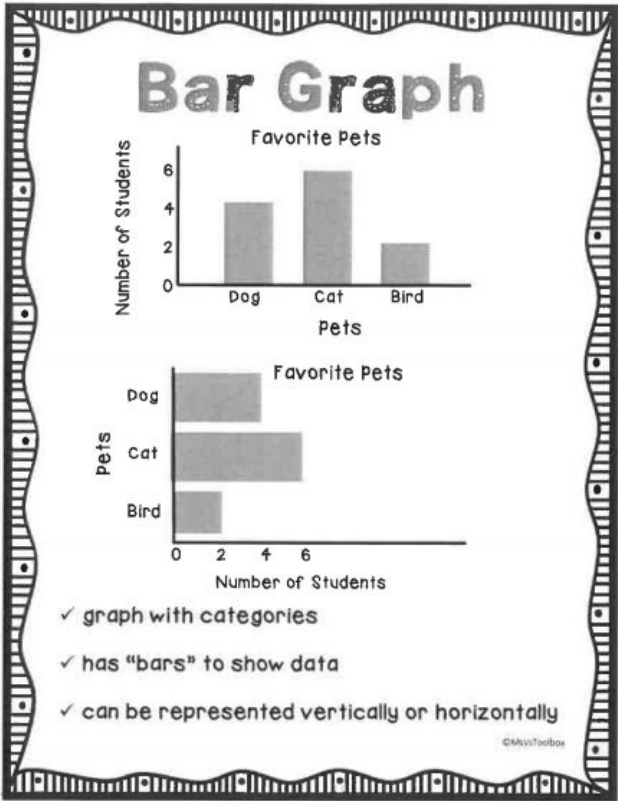 Bar Graph
Favorite Pets
Number of Students
6
4
2
0
Dog Cat Bird
Pets
Favorite Pets
Pets
Dog
Cat
Bird
0 2 4 6
Number of Students
✓ graph with categories
✓ has "bars" to show data
✓ can be represented vertically or horizontally
©MsVsToolbox